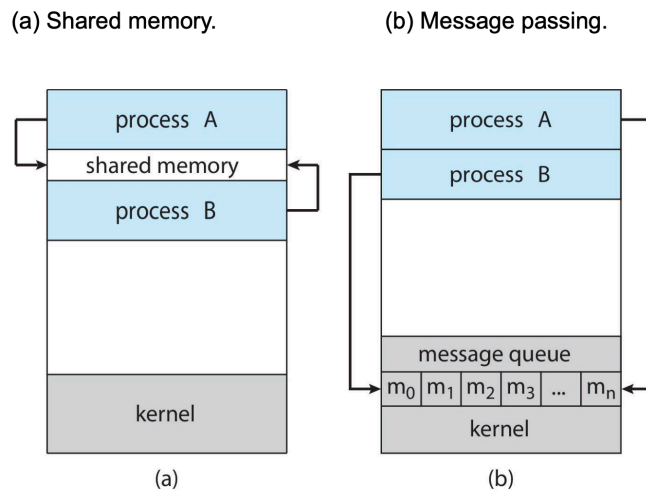 (a) Shared memory.
(b) Message passing.
process A
shared memory
process B
kernel
(a)
process A
process B
message queue
m0 m1 m2 m3 ... mn
kernel
(b)